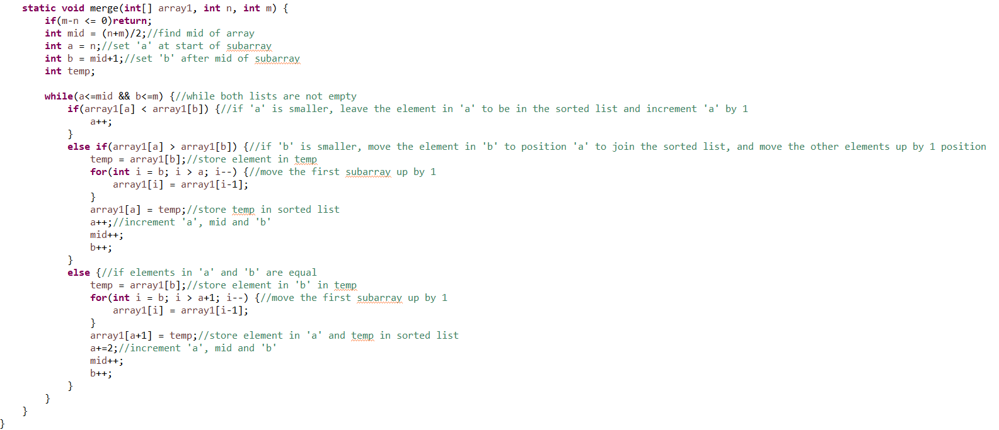 static void merge(int[] array1, int n, int m) {
if(m-n <= 0)return;
int mid = (n+m)/2;//find mid of array
int a = n;//set 'a' at start of subarray
int b = mid+1;//set 'b' after mid of subarray
int temp;
while(a<=mid && b<=m) {//while both lists are not empty
if(array1[a] < array1[b]) {//if 'a' is smaller, leave the element in 'a' to be in the sorted list and increment 'a' by 1
a++;
}
else if(array1[a] > array1[b]) {//if 'b' is smaller, move the element in 'b' to position 'a' to join the sorted list, and move the other elements up by 1 position
temp = array1[b];//store element in temp
for(int i = b; i > a; i--) {//move the first subarray up by 1
array1[i] = array1[i-1];
}
array1[a] = temp;//store temp in sorted list
a++;//increment 'a', mid and 'b'
mid++;
b++;
}
else {//if elements in 'a' and 'b' are equal
temp = array1[b];//store element in 'b' in temp
for(int i = b; i > a+1; i--) {//move the first subarray up by 1
array1[i] = array1[i-1];
}
array1[a+1] = temp;//store element in 'a' and temp in sorted list
a+=2;//increment 'a', mid and 'b'
mid++;
b++;
}
}
}
}